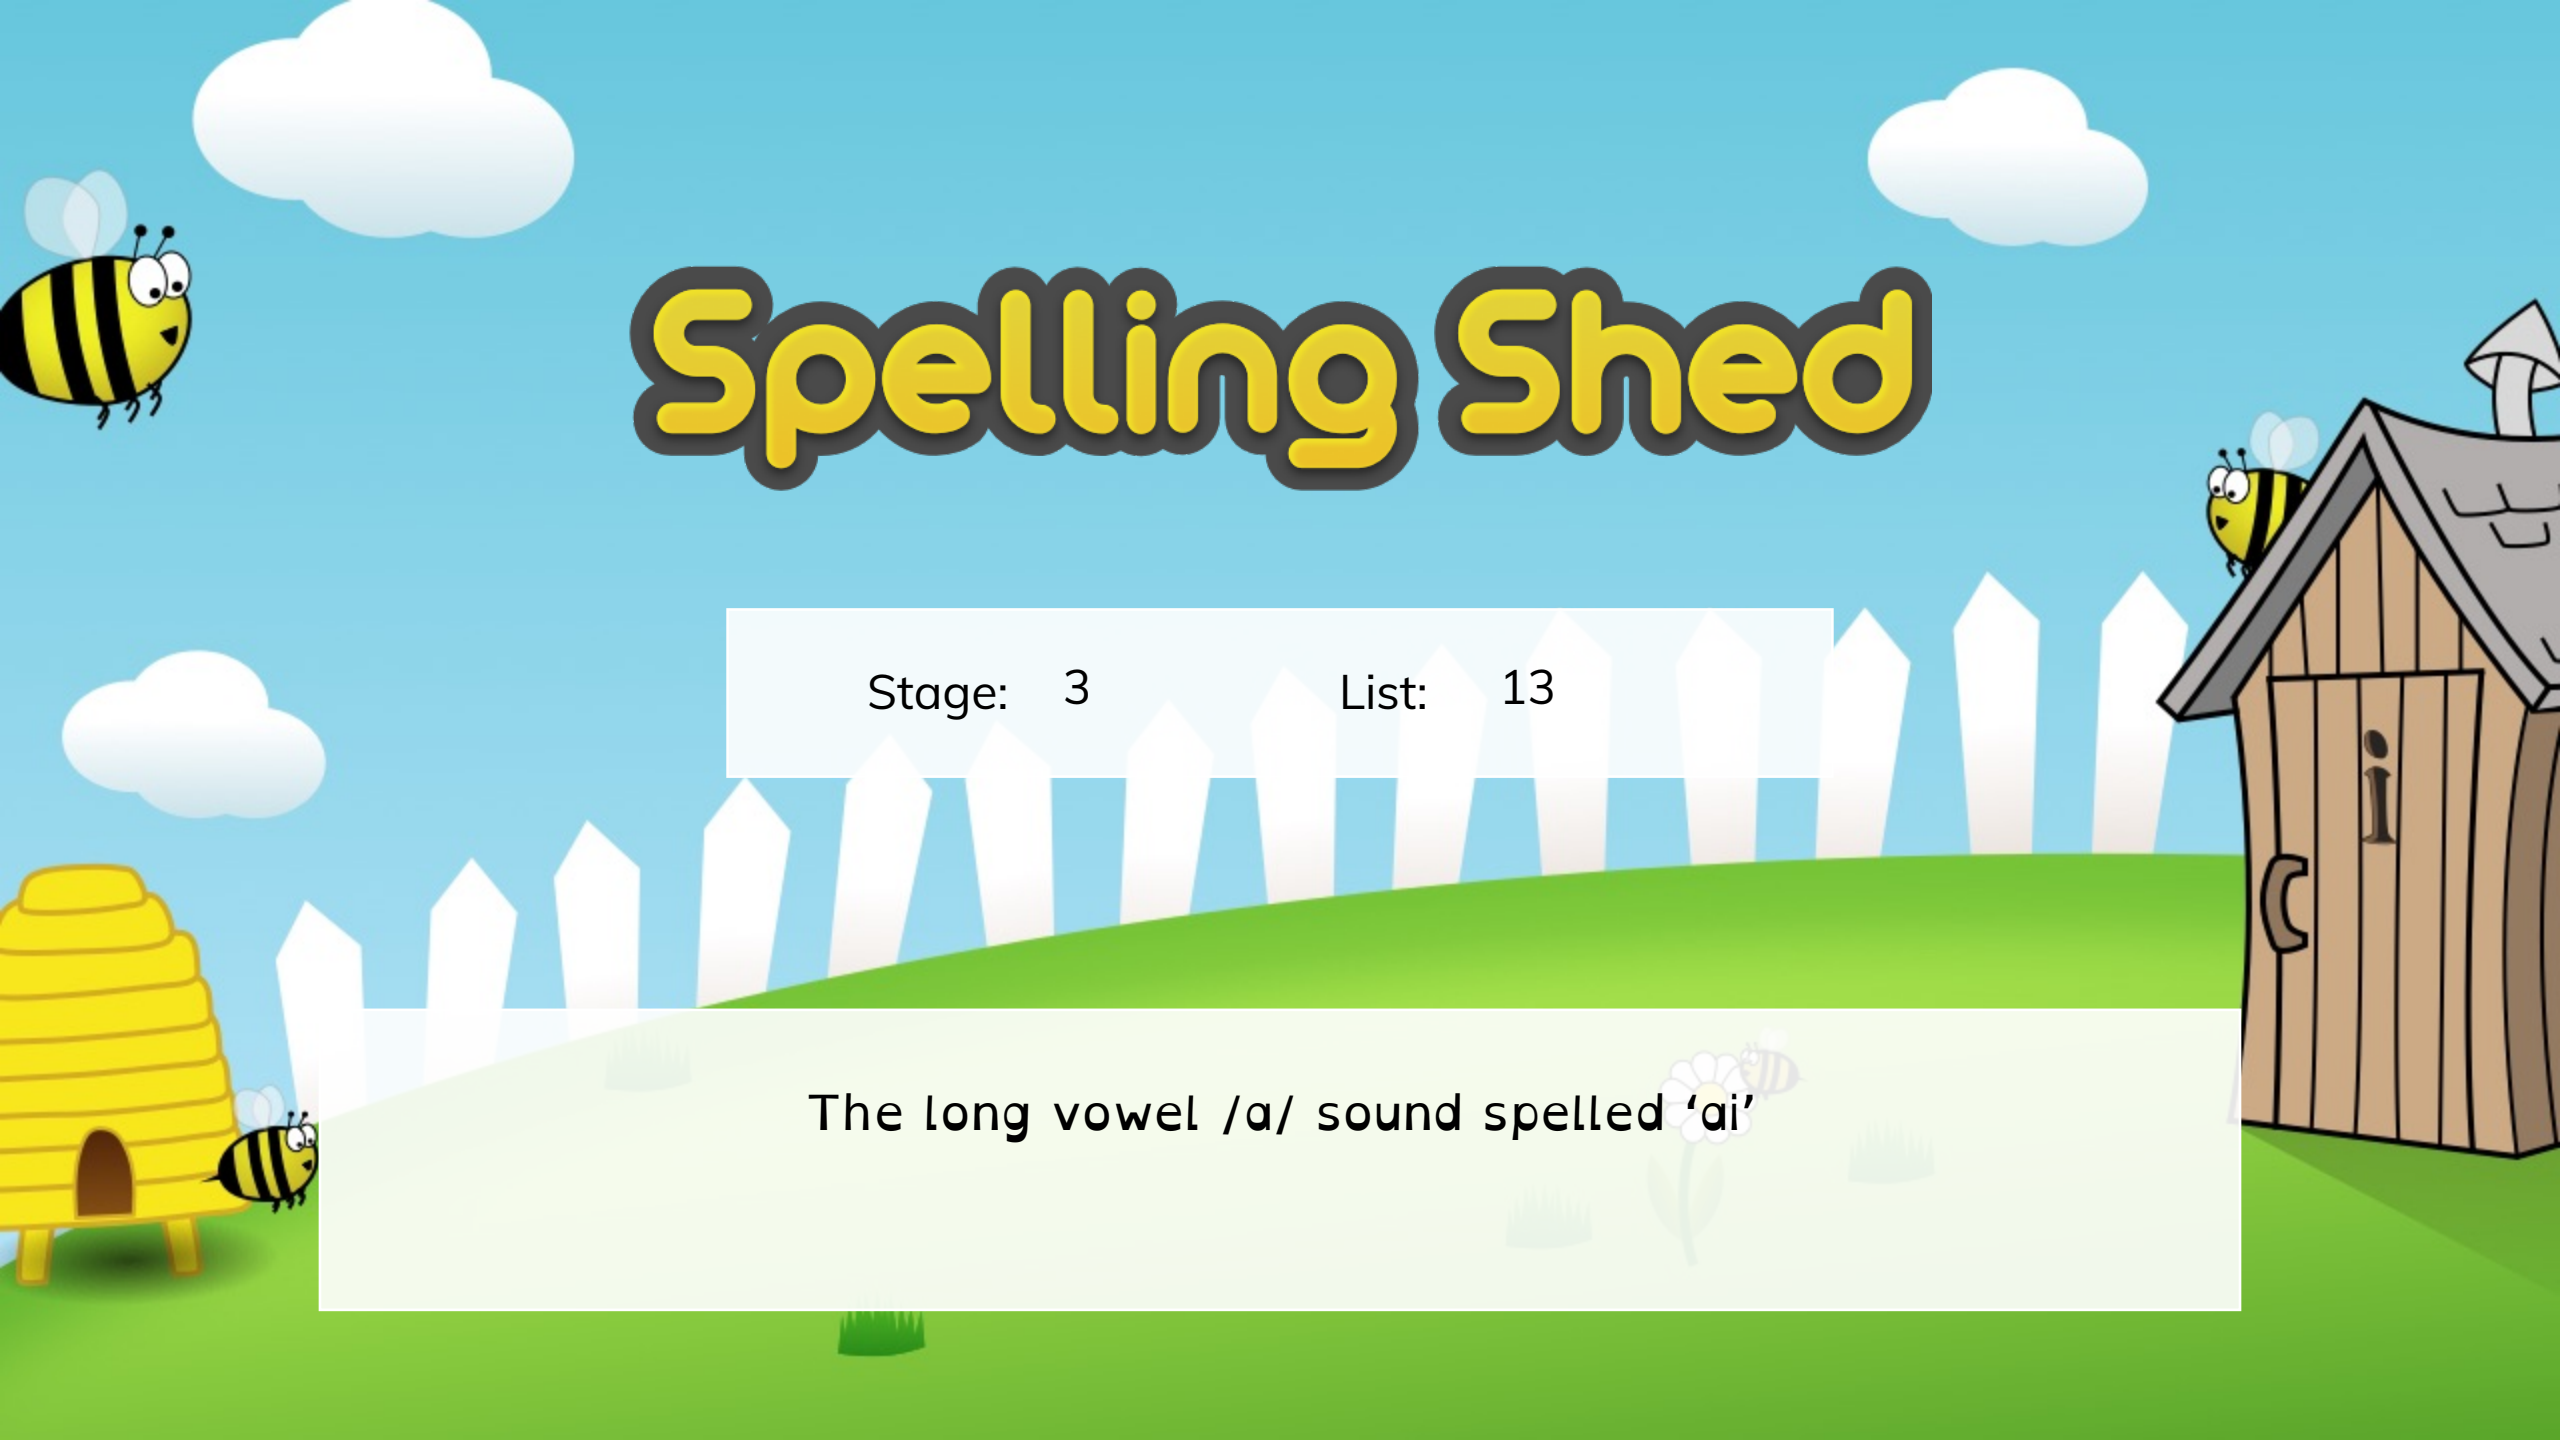 Spelling Shed
Stage: 3 List: 13
i
The long vowel /a/ sound spelled ‘ai’